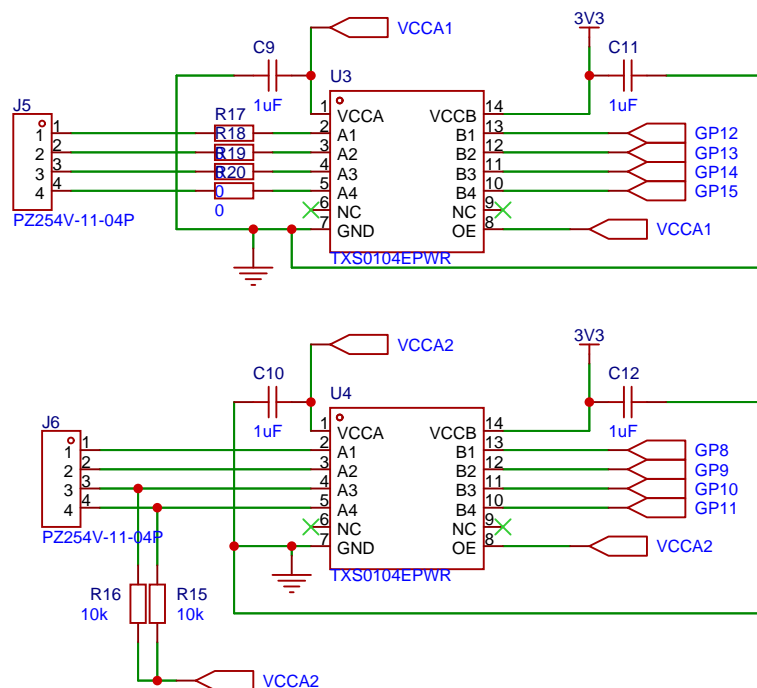 3V3
VCCA1
C9
C11
U3
1uF
1uF
J5
R17
1
VCCA
VCCB
14
1
1
R18
2
A1
B1
13
GP12
2
2
0
R19
3
A2
B2
12
GP13
3
3
0
R20
4
A3
B3
11
GP14
4
4
0
5
A4
B4
10
GP15
0
6
NC
NC
9
PZ254V-11-04P
7
GND
OE
8
VCCA1
TXS0104EPWR
3V3
VCCA2
C10
C12
U4
1uF
1uF
J6
1
VCCA
VCCB
14
1
1
2
A1
B1
13
GP8
2
2
3
A2
B2
12
GP9
3
3
4
A3
B3
11
GP10
4
4
5
A4
B4
10
GP11
6
NC
NC
9
PZ254V-11-04P
7
GND
OE
8
VCCA2
TXS0104EPWR
R16
R15
10k
10k
VCCA2